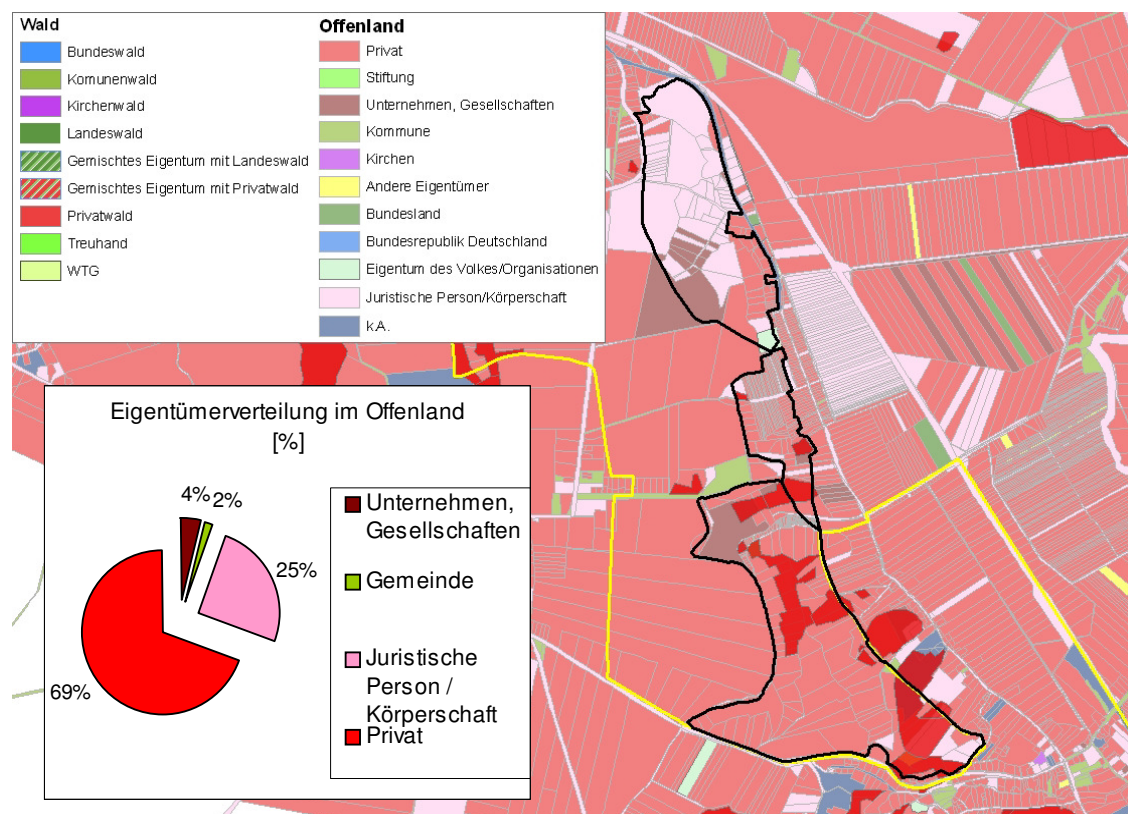 Wald
Bundeswald
Komunenwald
Kirchenwald
Landeswald
Gemischtes Eigentum mit Landeswald
Gemischtes Eigentum mit Privatwald
Privatwald
Treuhand
WTG
Offenland
Privat
Stiftung
Unternehmen, Gesellschaften
Kommune
Kirchen
Andere Eigentümer
Bundesland
Bundesrepublik Deutschland
Eigentum des Volkes/Organisationen
Juristische Person/Körperschaft
k.A.
Eigentümerverteilung im Offenland
[%]
4%
2%
25%
69%
Unternehmen,
Gesellschaften
Gemeinde
Juristische
Person /
Körperschaft
Privat